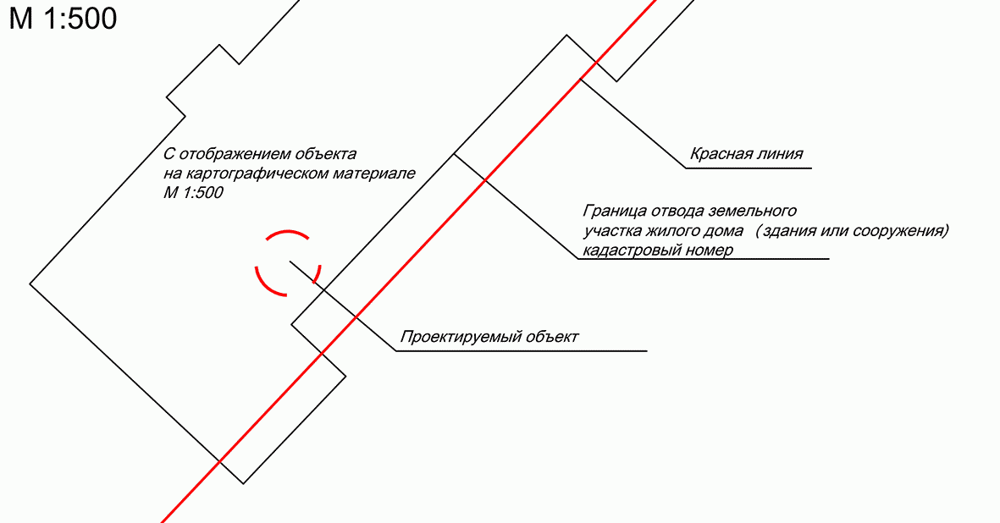 М 1:500
С отображением объекта
на картографическом материале
М 1:500
Красная линия
Граница отвода земельного
участка жилого дома (здания или сооружения)
кадастровый номер
Проектируемый объект